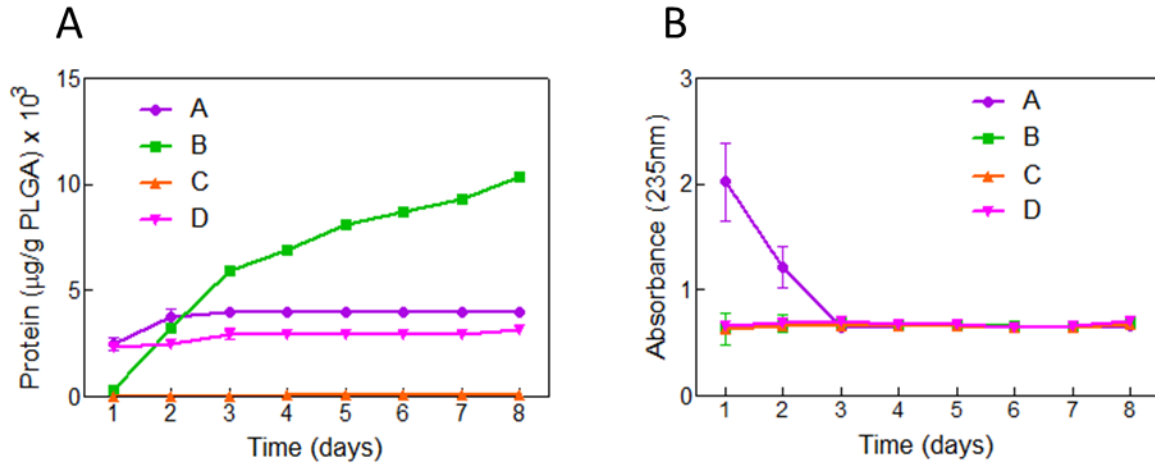 A
Protein (µg/g PLGA) x 10³
15
10
5
0
A
B
C
D
1 2 3 4 5 6 7 8
Time (days)
B
Absorbance (235nm)
3
2
1
0
A
B
C
D
1 2 3 4 5 6 7 8
Time (days)